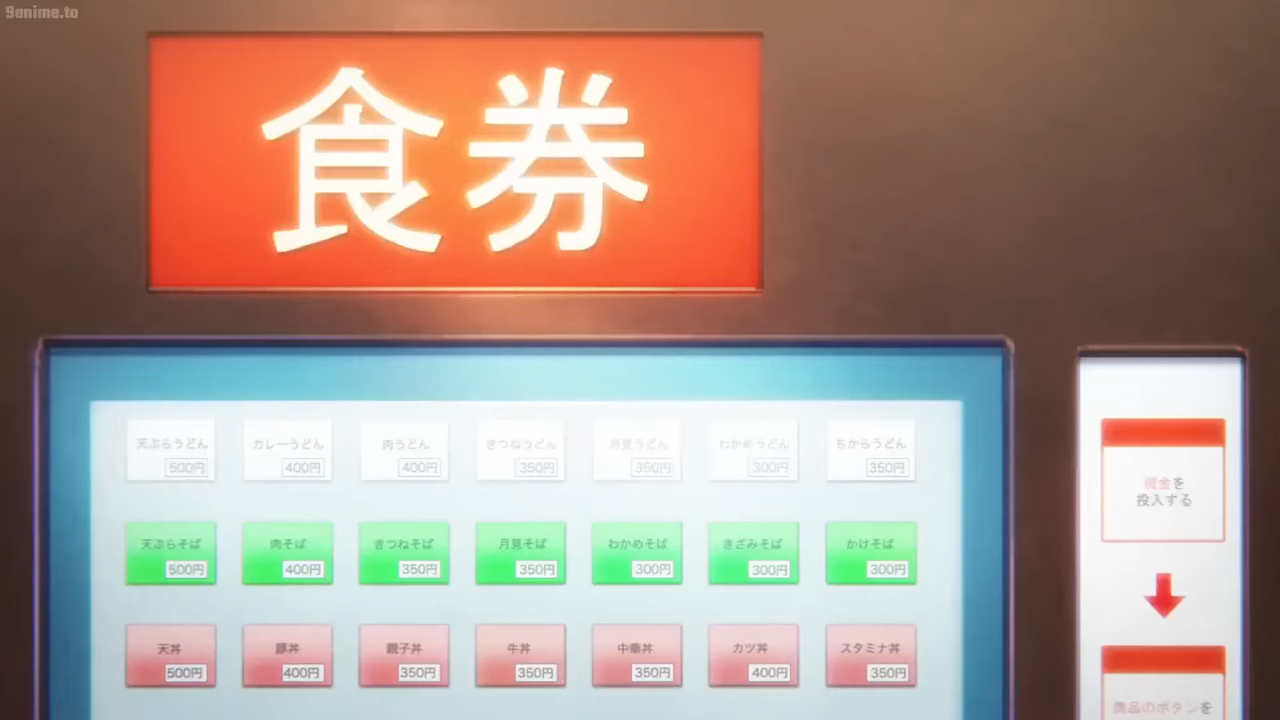 9anime.to
食券
天ぷらうどん
500円
カレーうどん
400円
肉うどん
400円
きつねうどん
350円
月見うどん
350円
わかめうどん
300円
ちからうどん
350円
天ぷらそば
500円
肉そば
400円
きつねそば
350円
月見そば
350円
わかめそば
300円
きざみそば
300円
かけそば
300円
天丼
500円
豚丼
400円
親子丼
350円
牛丼
350円
中華丼
350円
カツ丼
400円
スタミナ丼
350円
現金を
投入する
商品のボタンを